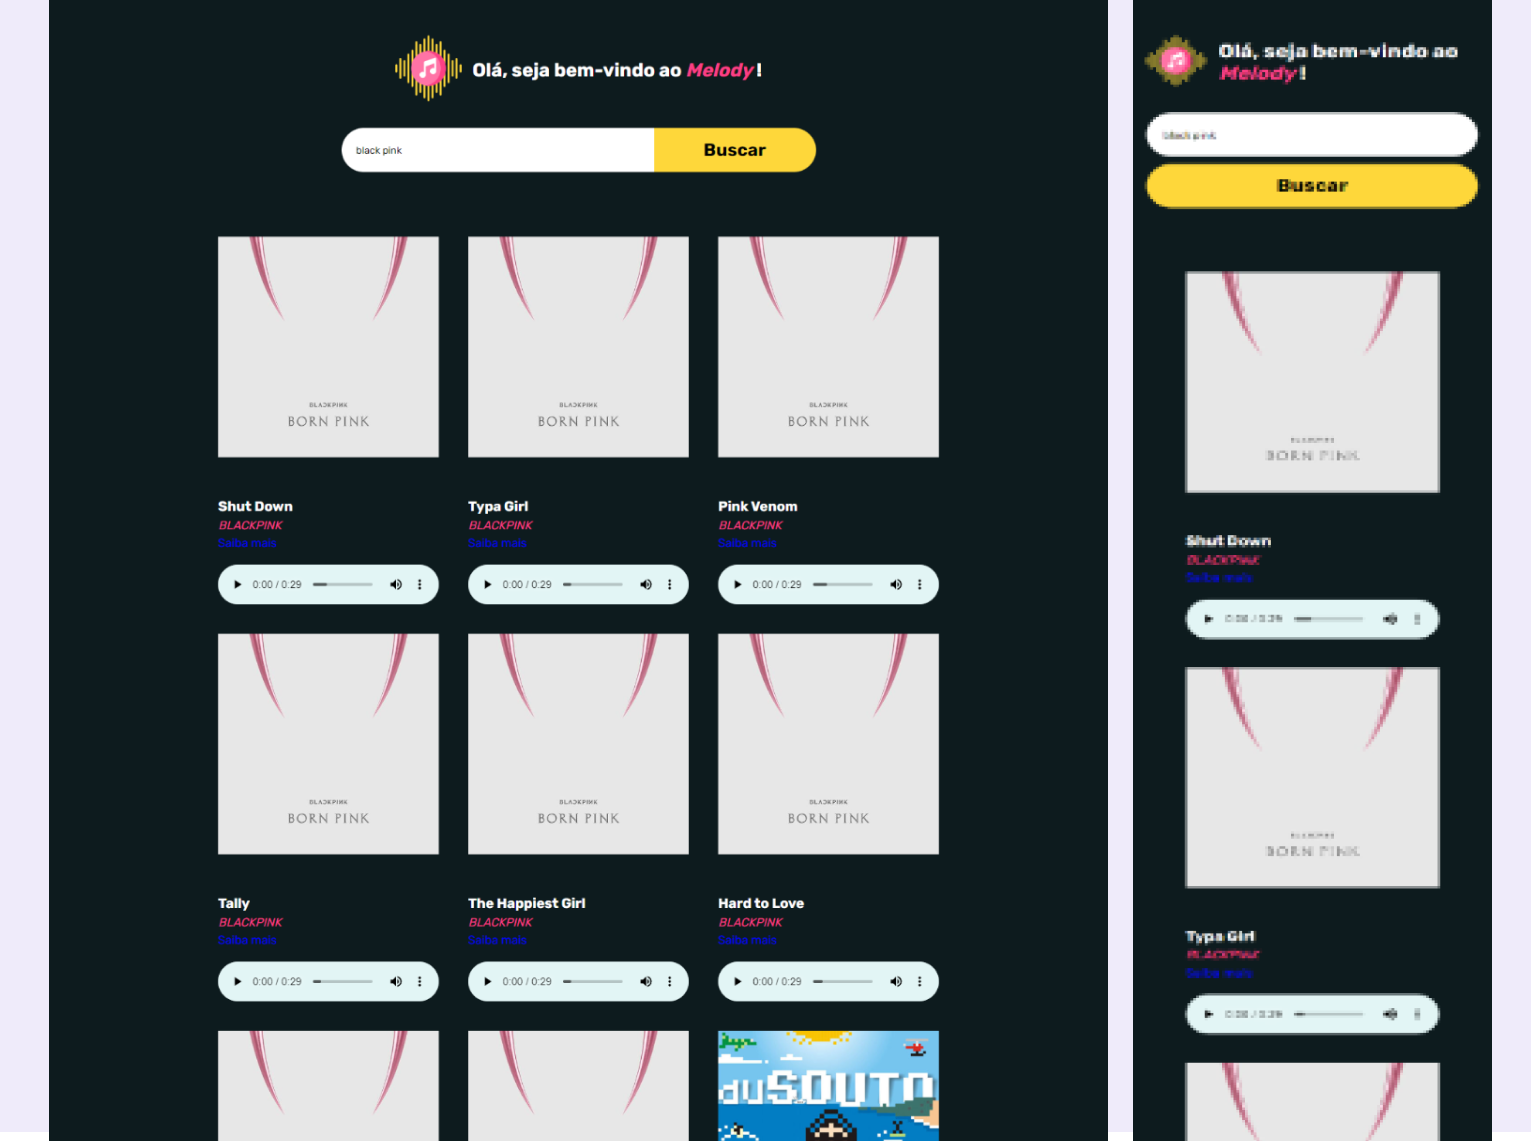 Olá, seja bem-vindo ao Melody !
black pink
Buscar
BLACKPINK
BORN PINK
BLACKPINK
BORN PINK
BLACKPINK
BORN PINK
Shut Down
BLACKPINK
Saiba mais
0:00 / 0:29
Typa Girl
BLACKPINK
Saiba mais
0:00 / 0:29
Pink Venom
BLACKPINK
Saiba mais
0:00 / 0:29
BLACKPINK
BORN PINK
BLACKPINK
BORN PINK
BLACKPINK
BORN PINK
Tally
BLACKPINK
Saiba mais
0:00 / 0:29
The Happiest Girl
BLACKPINK
Saiba mais
0:00 / 0:29
Hard to Love
BLACKPINK
Saiba mais
0:00 / 0:29
duSOUTO
Olá, seja bem-vindo ao
Melody !
black pink
Buscar
BLACKPINK
BORN PINK
Shut Down
BLACKPINK
Saiba mais
0:00 / 0:29
BLACKPINK
BORN PINK
Typa Girl
BLACKPINK
Saiba mais
0:00 / 0:29